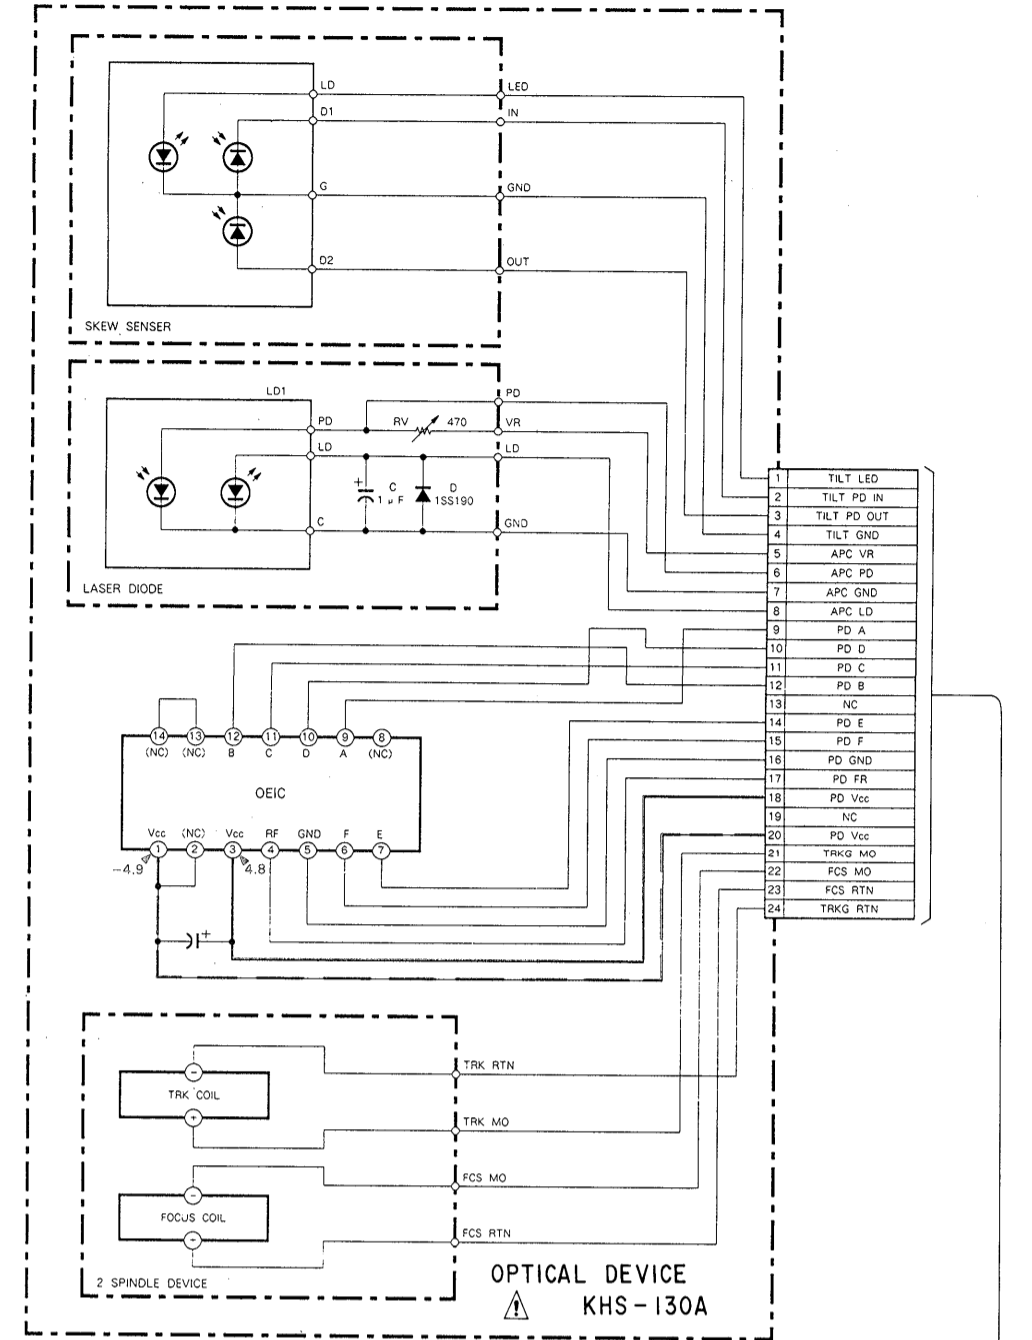 LD
LED
D1
IN
G
GND
D2
OUT
SKEW SENSER
LD1
PD
PD
RV 470
VR
LD
LD
+
C
1 μF
D
1SS190
C
GND
LASER DIODE
1 TILT LED
2 TILT PD IN
3 TILT PD OUT
4 TILT GND
5 APC VR
6 APC PD
7 APC GND
8 APC LD
9 PD A
10 PD D
11 PD C
12 PD B
13 NC
14 PD E
15 PD F
16 PD GND
17 PD FR
18 PD Vcc
19 NC
20 PD Vcc
21 TRKG MO
22 FCS MO
23 FCS RTN
24 TRKG RTN
14 13 12 11 10 9 8
(NC) (NC) B C D A (NC)
OEIC
Vcc (NC) Vcc RF GND F E
1 2 3 4 5 6 7
-4.9 4.8
+
-
TRK COIL
+
TRK RTN
TRK MO
-
FOCUS COIL
+
FCS MO
FCS RTN
2 SPINDLE DEVICE
OPTICAL DEVICE
! KHS-130A